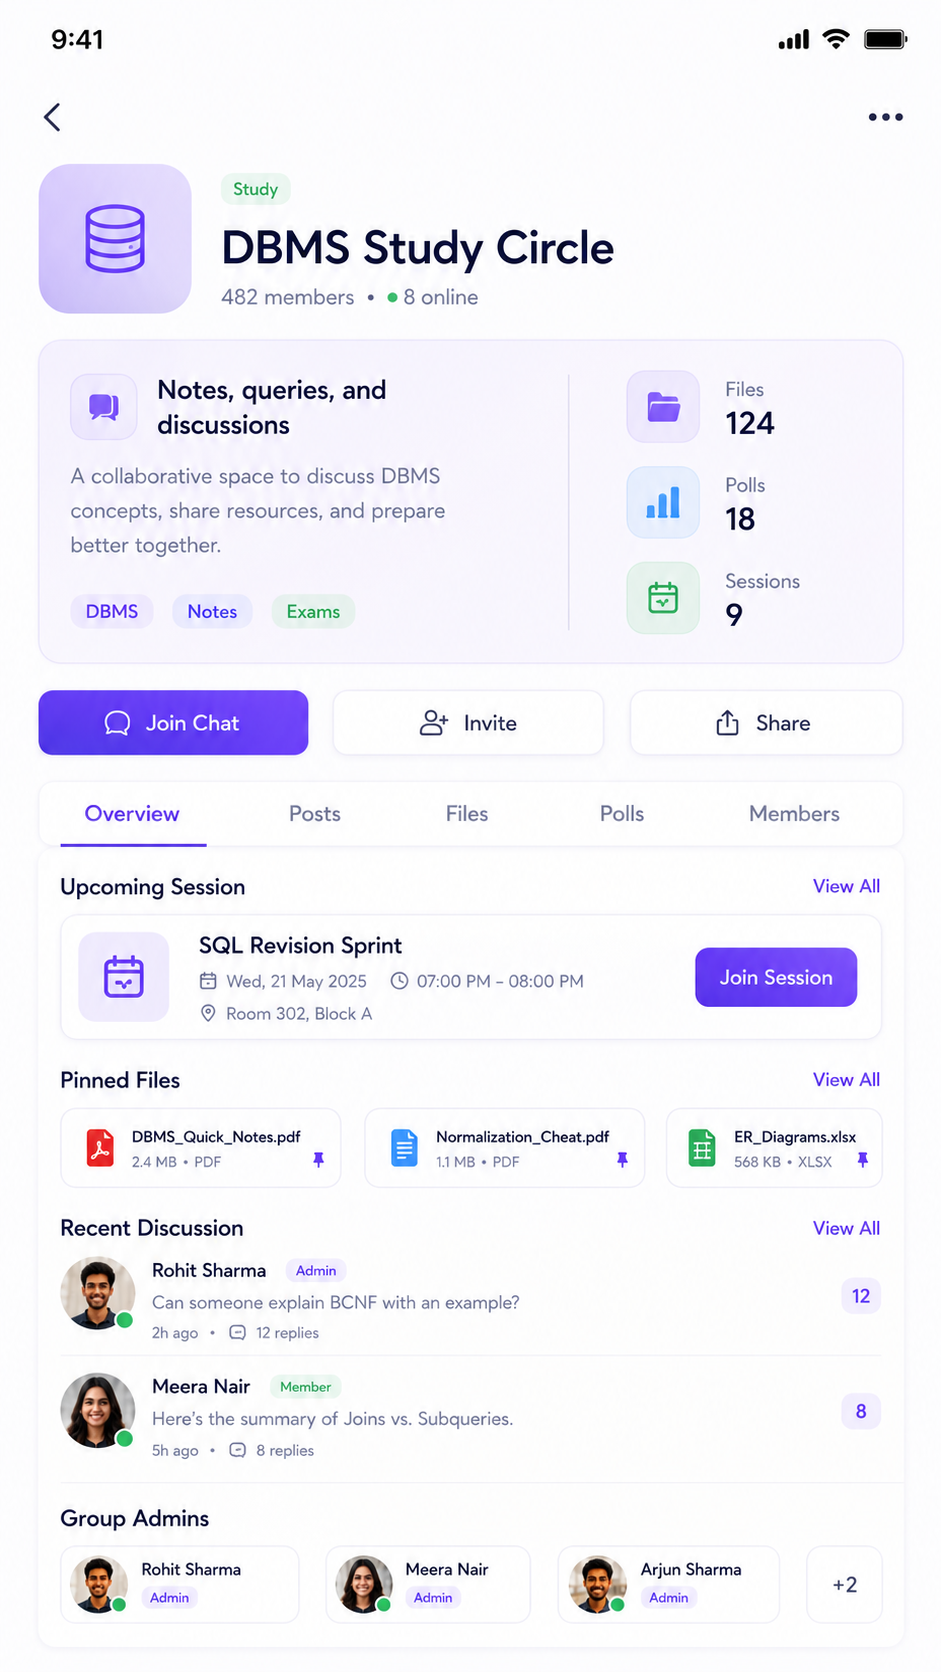 9:41
Study
DBMS Study Circle
482 members • 8 online
Notes, queries, and
discussions
A collaborative space to discuss DBMS
concepts, share resources, and prepare
better together.
DBMS Notes Exams
Files
124
Polls
18
Sessions
9
Join Chat Invite Share
Overview Posts Files Polls Members
Upcoming Session View All
SQL Revision Sprint
Wed, 21 May 2025 07:00 PM – 08:00 PM
Room 302, Block A
Join Session
Pinned Files View All
DBMS_Quick_Notes.pdf
2.4 MB • PDF
Normalization_Cheat.pdf
1.1 MB • PDF
ER_Diagrams.xlsx
568 KB • XLSX
Recent Discussion View All
Rohit Sharma Admin
Can someone explain BCNF with an example?
2h ago • 12 replies
12
Meera Nair Member
Here's the summary of Joins vs. Subqueries.
5h ago • 8 replies
8
Group Admins
Rohit Sharma
Admin
Meera Nair
Admin
Arjun Sharma
Admin
+2